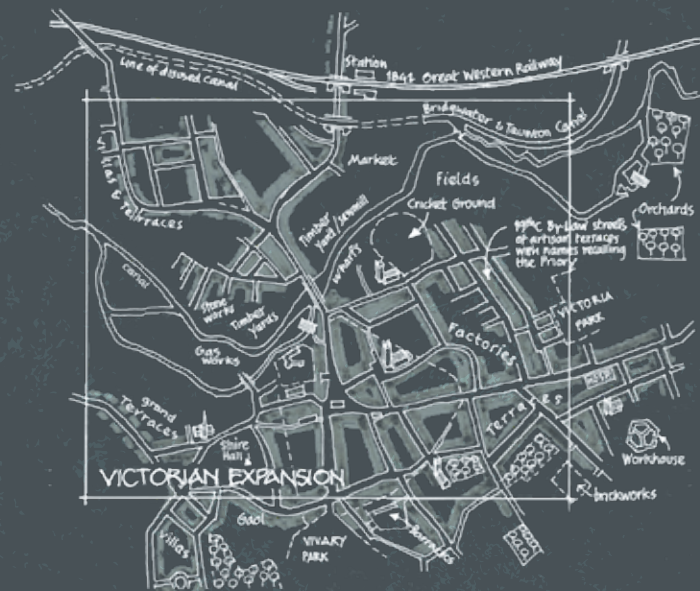 Station
1841 Great Western Railway
Line of disused canal
Bridgwater & Taunton Canal
Villas & Terraces
Market
Fields
Cricket Ground
Orchards
Timber
Yard/sawmill
Wharfs
19thC By-Law streets
of artisan terraces
with names recalling
the Priory
Canal
Stone
works
Timber
Yards
VICTORIA
PARK
Factories
Gas
Works
grand
Terraces
Terraces
HOSP.
Shire
Hall
Workhouse
VICTORIAN EXPANSION
brickworks
Gaol
Villas
VIVARY
PARK
Barracks